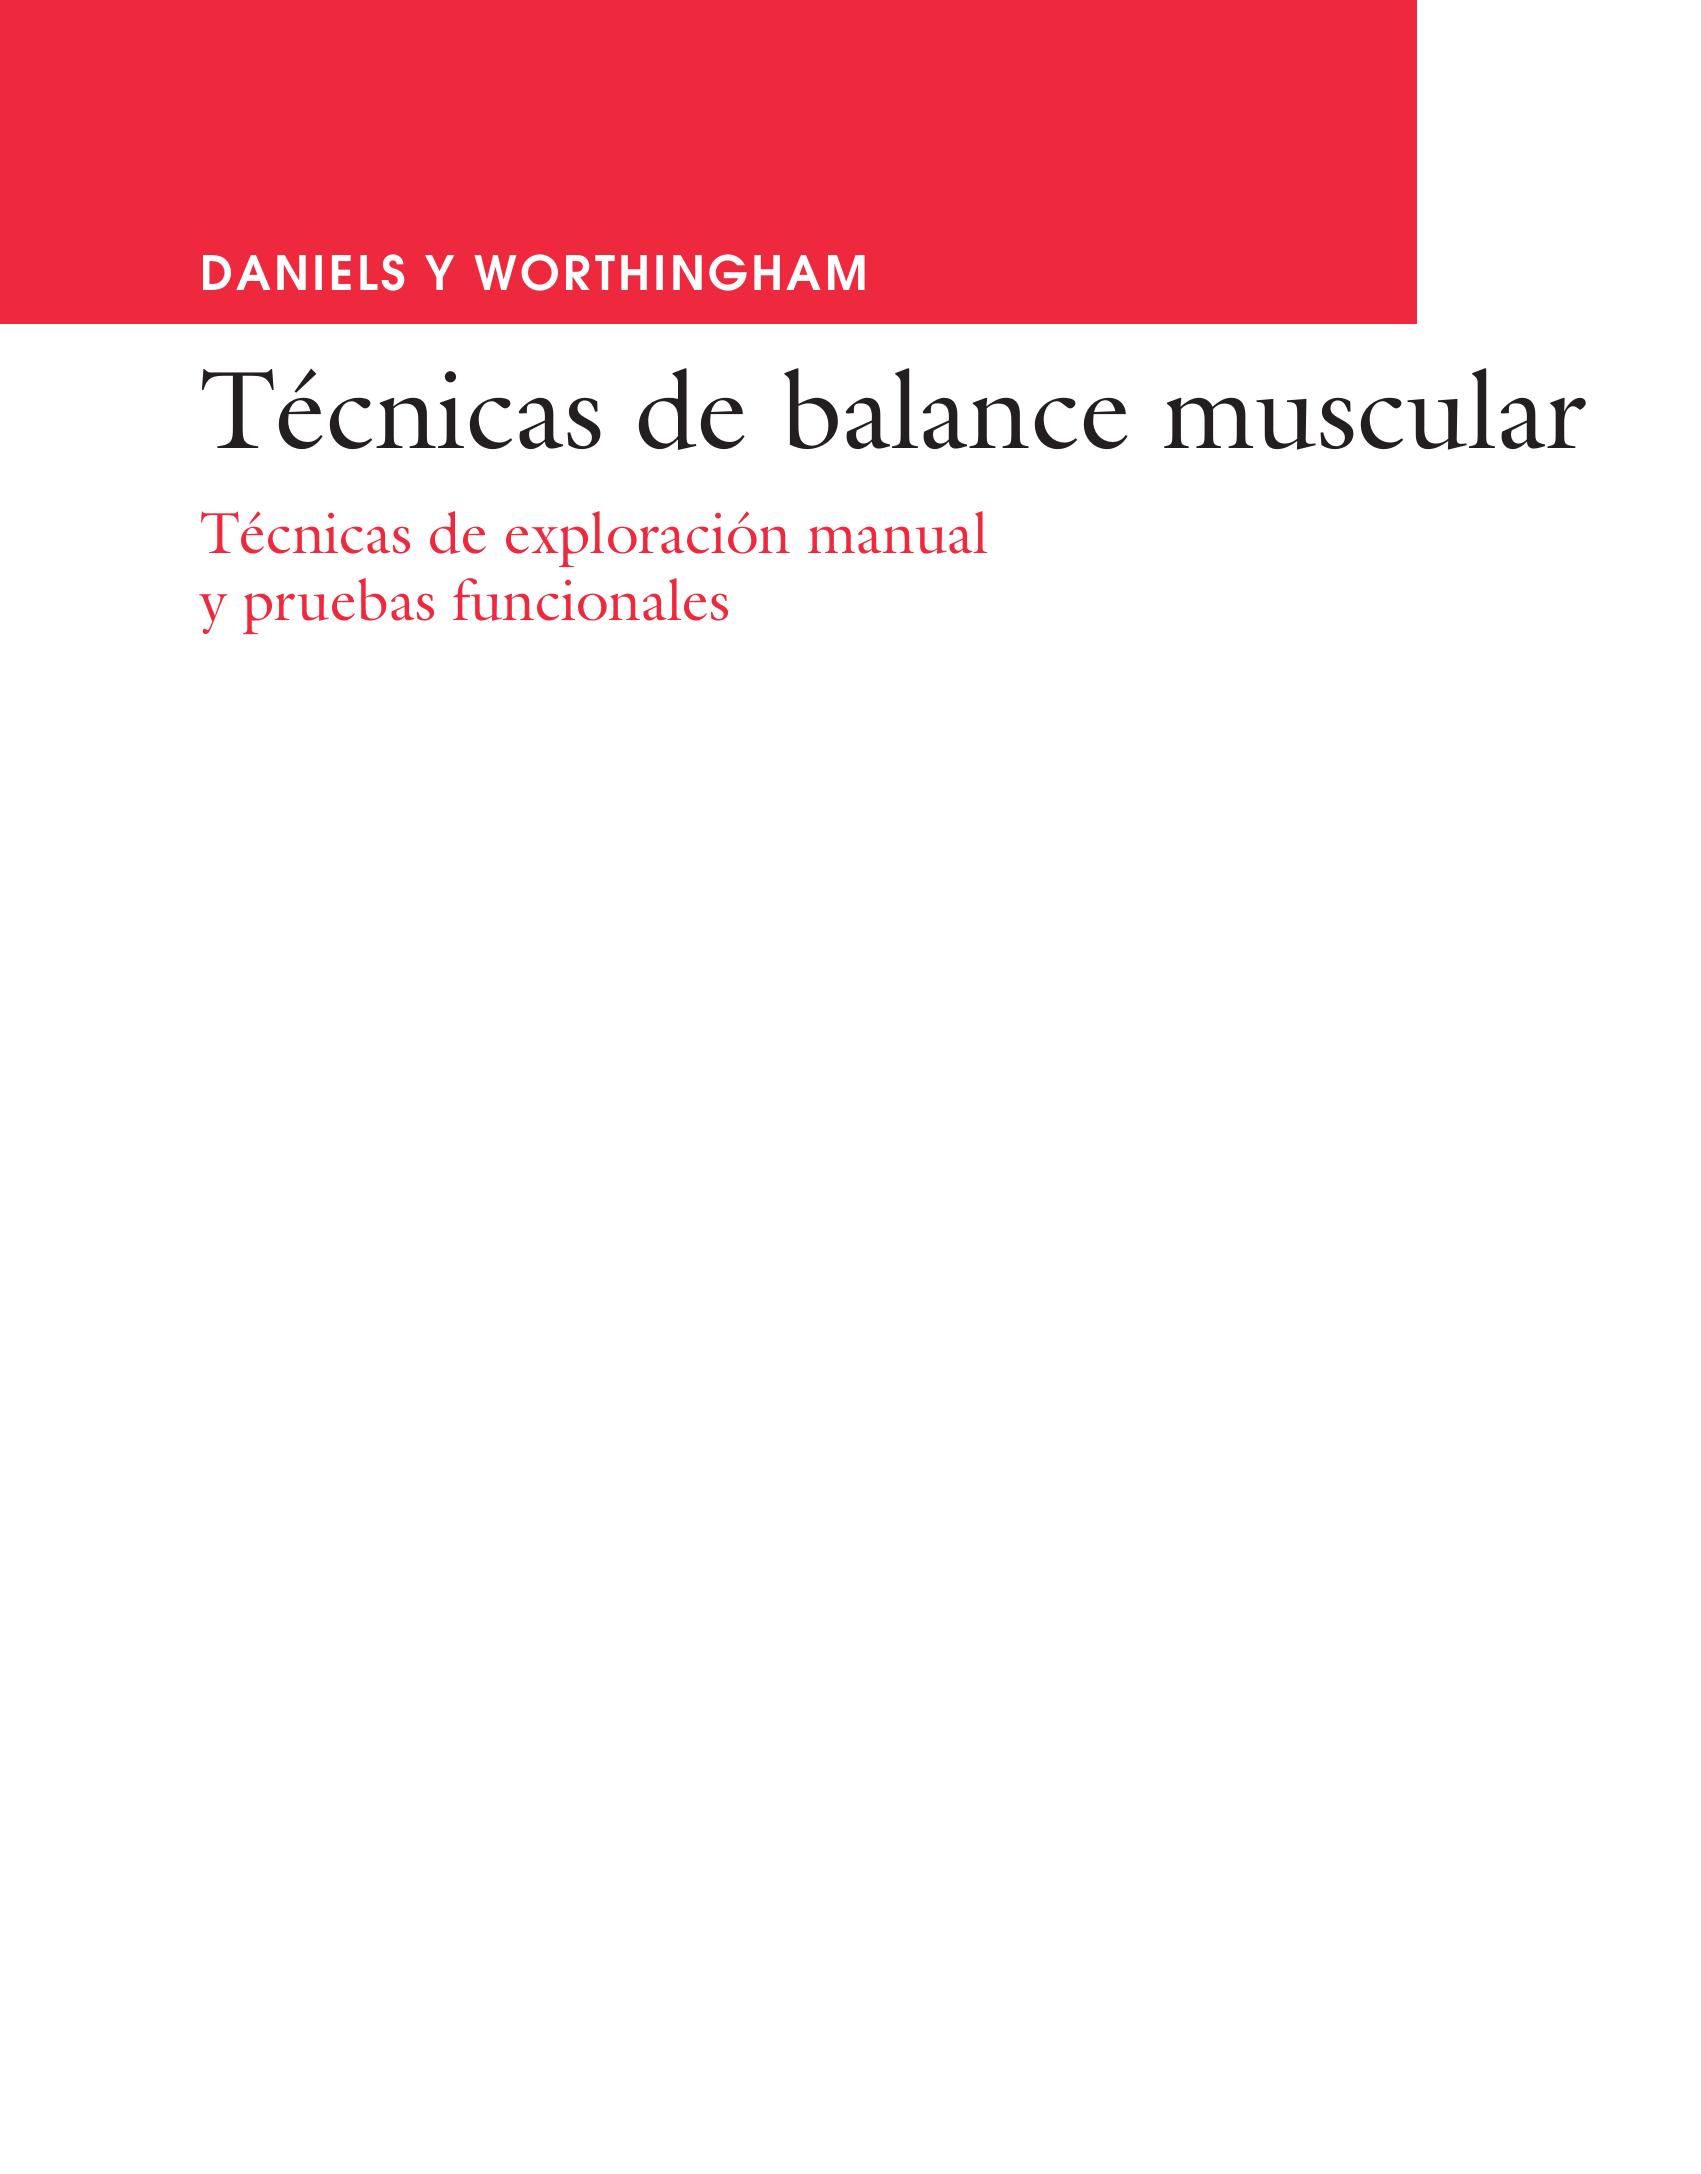 DANIELS Y WORTHINGHAM
Técnicas de balance muscular
Técnicas de exploración manual
y pruebas funcionales